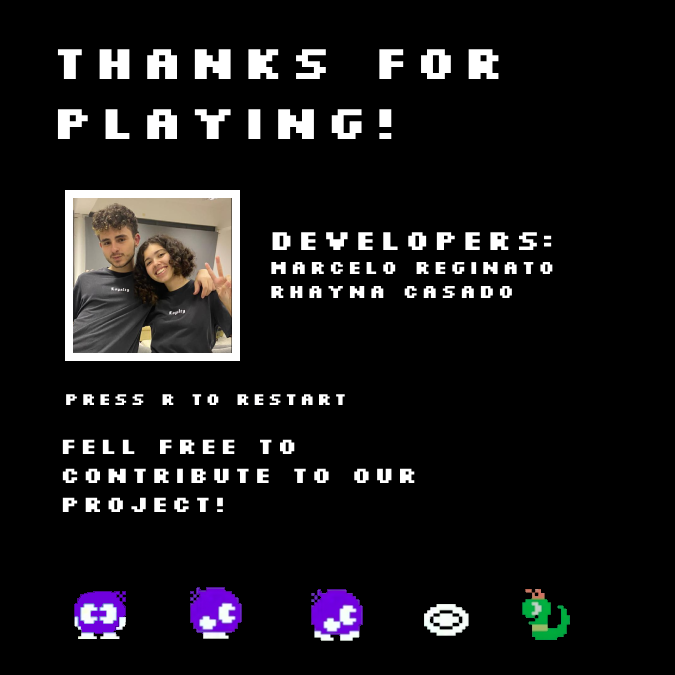 THANKS FOR
PLAYING!
DEVELOPERS:
MARCELO REGINATO
RHAYNA CASADO
PRESS R TO RESTART
FELL FREE TO
CONTRIBUTE TO OUR
PROJECT!